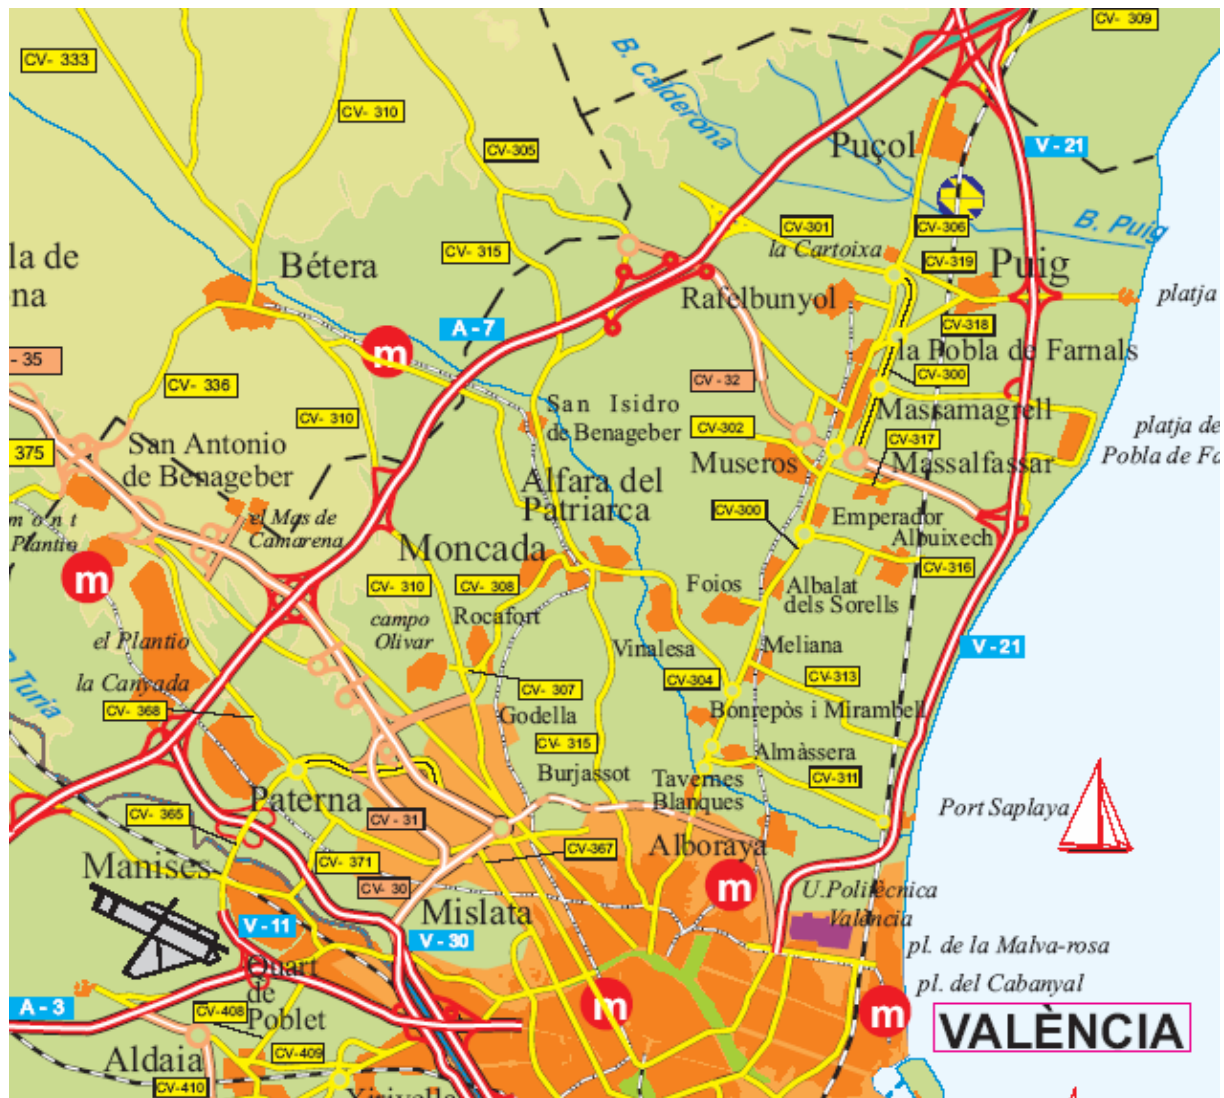 CV- 309
CV- 333
B. Calderona
CV- 310
Puçol
V - 21
CV-305
CV-301
CV-306
B. Puig
la Cartoixa
CV- 315
CV-319
Puig
la de
ona
Bétera
Rafelbunyol
platja
A - 7
CV-318
m
la Pobla de Farnals
- 35
CV - 32
CV-300
CV- 336
Massamagrell
CV- 310
San Isidro
de Benageber
CV-302
CV-317
platja de
Pobla de Fa
375
San Antonio
de Benageber
Museros
Massalfassar
Alfara del
Patriarca
mont
Plantio
el Mas de
Camarena
CV-300
Emperador
Albuixech
Moncada
m
CV- 310
CV- 308
Foios
CV-316
Albalat
dels Sorells
campo
Olivar
Rocafort
el Plantio
Vinalesa
Meliana
V - 21
Turia
la Canyada
CV-304
CV-313
CV- 307
CV- 368
Godella
Bonrepòs i Mirambell
CV- 315
Almàssera
Burjassot
Tavernes
Blanques
CV-311
Paterna
Port Saplaya
CV- 365
CV - 31
Alboraya
Manises
CV- 371
CV-367
CV- 30
m
U.Politècnica
València
Mislata
V - 11
V - 30
pl. de la Malva-rosa
Quart
de
Poblet
pl. del Cabanyal
A - 3
CV-408
m
m
VALÈNCIA
Aldaia
CV-409
CV-410
Xirivella